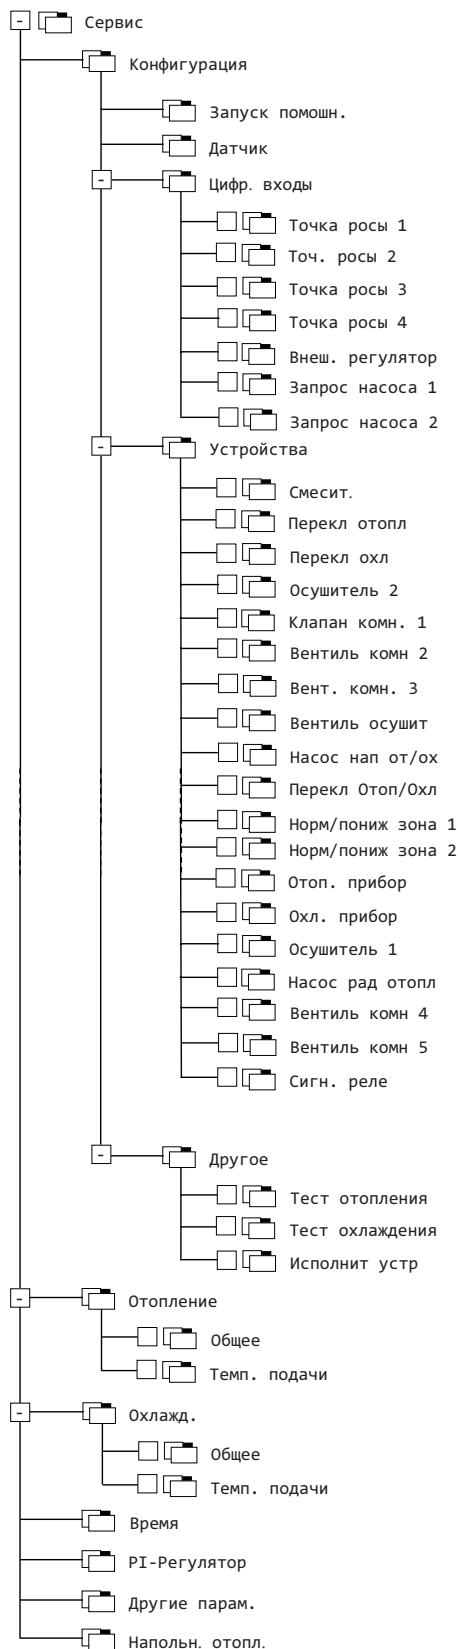 Сервис
Конфигурация
Запуск помошн.
Датчик
Цифр. входы
Точка росы 1
Точ. росы 2
Точка росы 3
Точка росы 4
Внеш. регулятор
Запрос насоса 1
Запрос насоса 2
Устройства
Смесит.
Перекл отопл
Перекл охл
Осушитель 2
Клапан комн. 1
Вентиль комн 2
Вент. комн. 3
Вентиль осушит
Насос нап от/ох
Перекл Отоп/Охл
Норм/пониж зона 1
Норм/пониж зона 2
Отоп. прибор
Охл. прибор
Осушитель 1
Насос рад отопл
Вентиль комн 4
Вентиль комн 5
Сигн. реле
Другое
Тест отопления
Тест охлаждения
Исполнит устр
Отопление
Общее
Темп. подачи
Охлажд.
Общее
Темп. подачи
Время
PI-Регулятор
Другие парам.
Напольн. отопл.